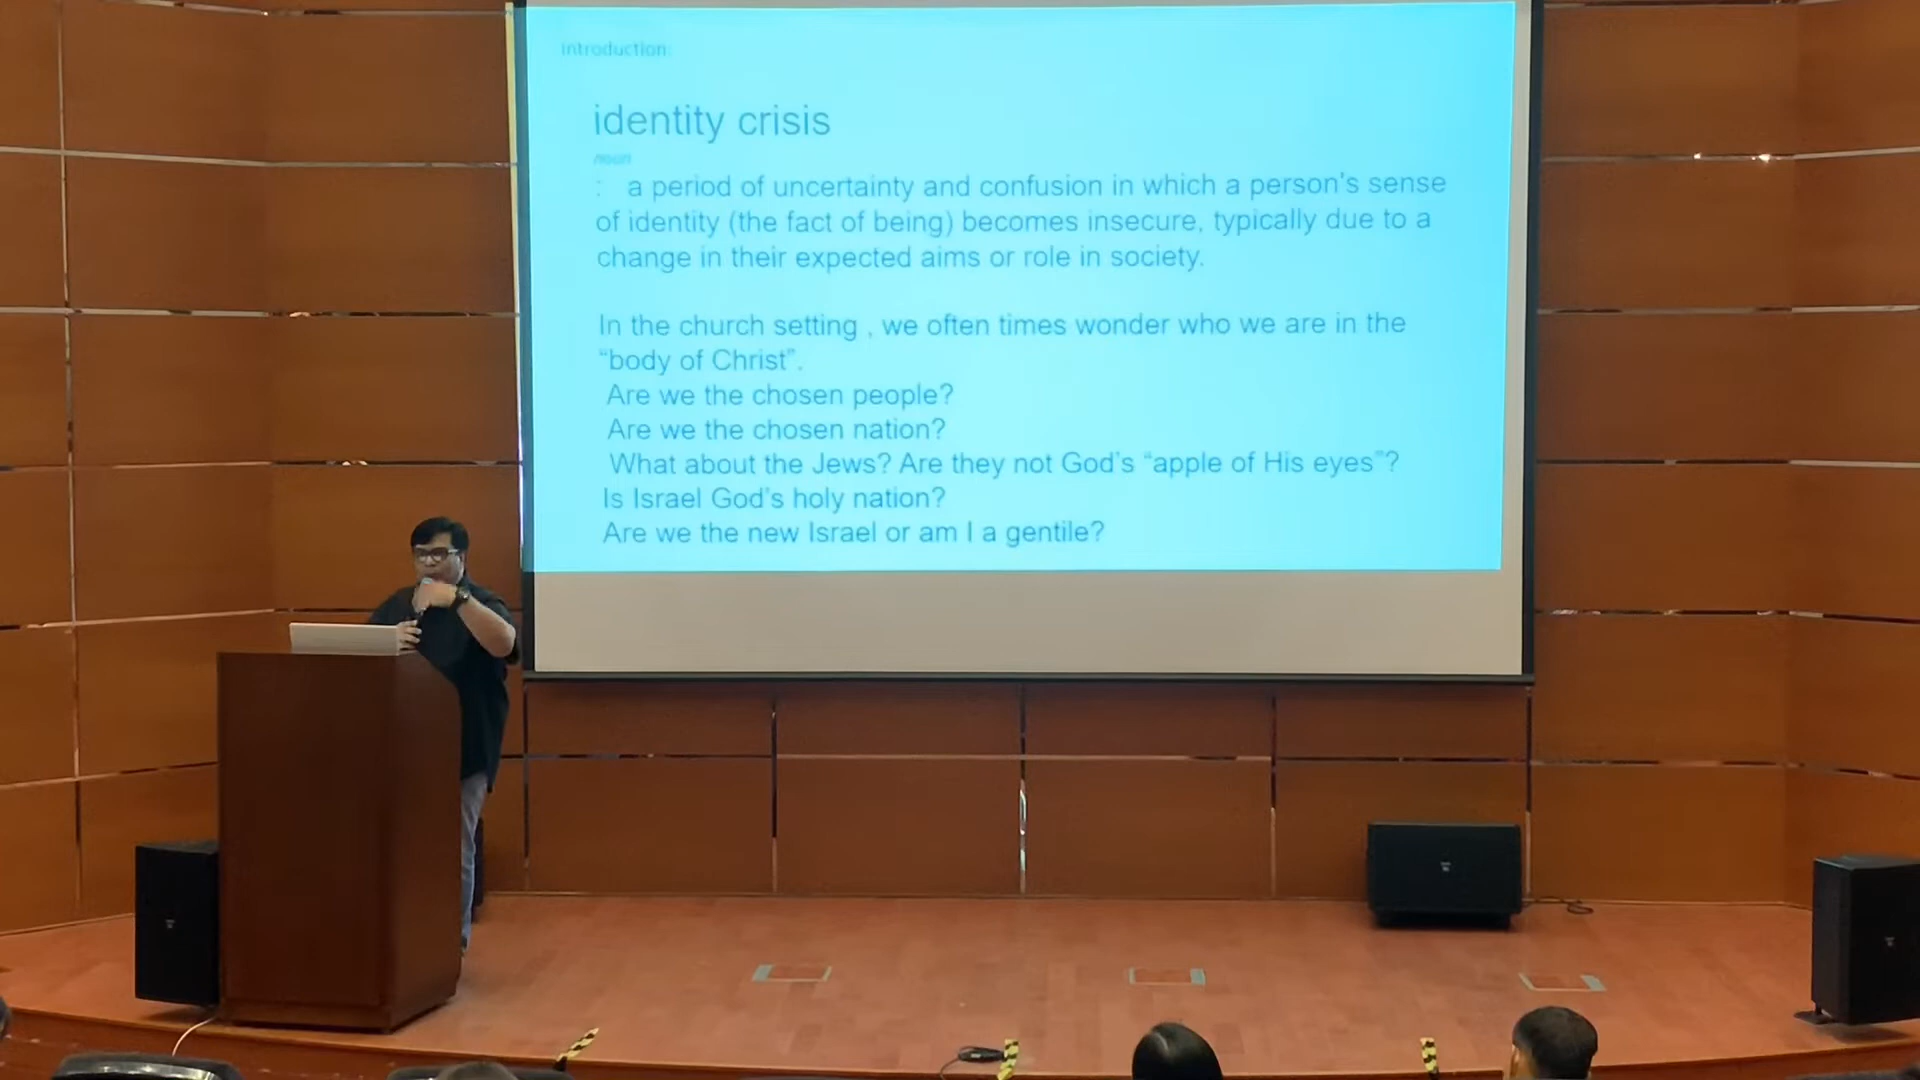 introduction:
identity crisis
noun
: a period of uncertainty and confusion in which a person's sense
of identity (the fact of being) becomes insecure, typically due to a
change in their expected aims or role in society.
In the church setting , we often times wonder who we are in the
“body of Christ”.
Are we the chosen people?
Are we the chosen nation?
What about the Jews? Are they not God's “apple of His eyes”?
Is Israel God's holy nation?
Are we the new Israel or am I a gentile?